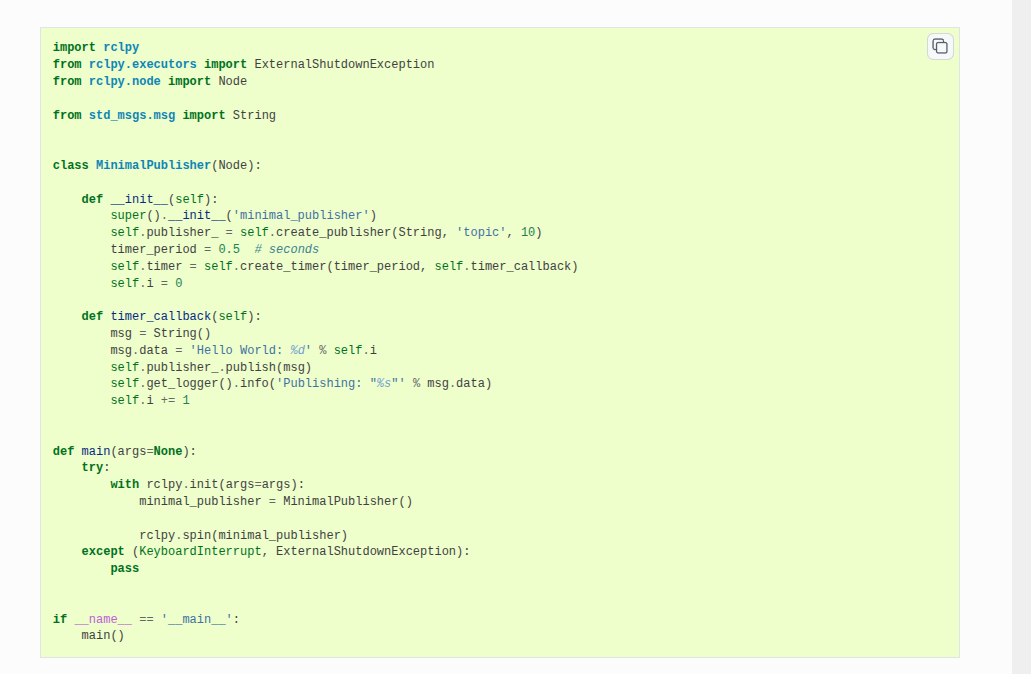 import rclpy
from rclpy.executors import ExternalShutdownException
from rclpy.node import Node

from std_msgs.msg import String


class MinimalPublisher(Node):

    def __init__(self):
        super().__init__('minimal_publisher')
        self.publisher_ = self.create_publisher(String, 'topic', 10)
        timer_period = 0.5  # seconds
        self.timer = self.create_timer(timer_period, self.timer_callback)
        self.i = 0

    def timer_callback(self):
        msg = String()
        msg.data = 'Hello World: %d' % self.i
        self.publisher_.publish(msg)
        self.get_logger().info('Publishing: "%s"' % msg.data)
        self.i += 1


def main(args=None):
    try:
        with rclpy.init(args=args):
            minimal_publisher = MinimalPublisher()

            rclpy.spin(minimal_publisher)
    except (KeyboardInterrupt, ExternalShutdownException):
        pass


if __name__ == '__main__':
    main()